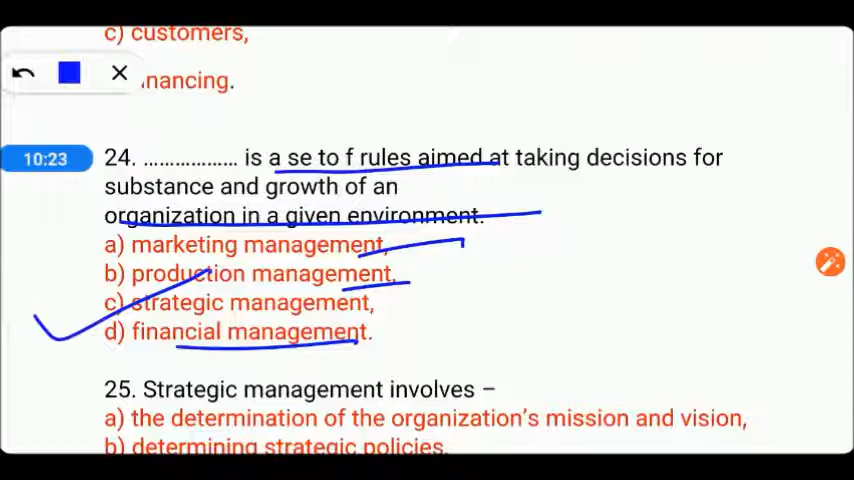 c) customers,
nancing.
10:23
24. .................. is a se to f rules aimed at taking decisions for
substance and growth of an
organization in a given environment.
a) marketing management,
b) production management,
c) strategic management,
d) financial management.
25. Strategic management involves –
a) the determination of the organization's mission and vision,
b) determining strategic policies.